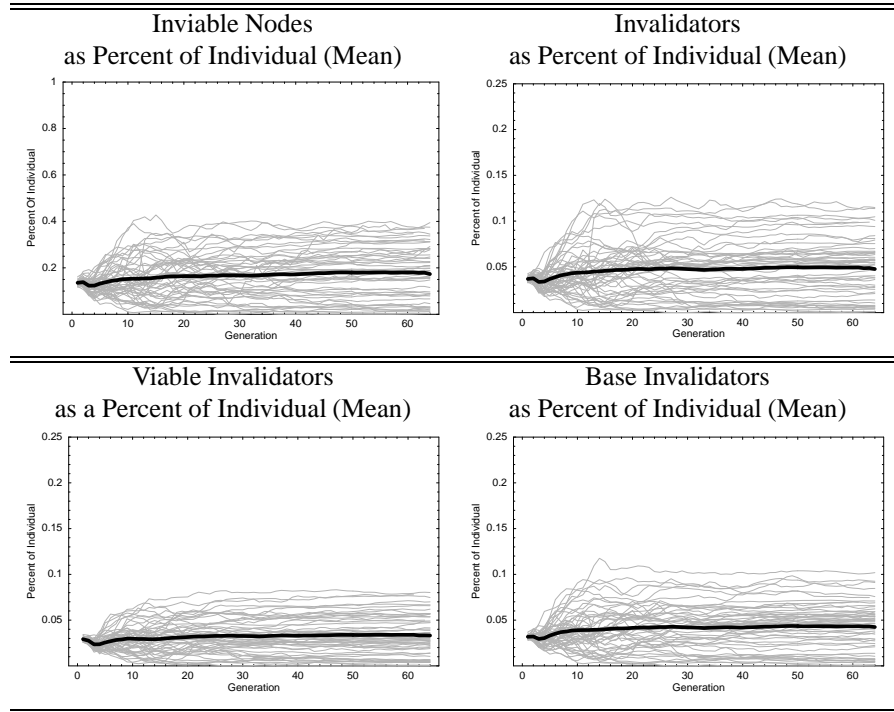 Inviable Nodes
as Percent of Individual (Mean)
1
0.8
0.6
0.4
0.2
Percent Of Individual
0 10 20 30 40 50 60
Generation
Invalidators
as Percent of Individual (Mean)
0.25
0.2
0.15
0.1
0.05
Percent of Individual
0 10 20 30 40 50 60
Generation
Viable Invalidators
as a Percent of Individual (Mean)
0.25
0.2
0.15
0.1
0.05
Percent of Individual
0 10 20 30 40 50 60
Generation
Base Invalidators
as Percent of Individual (Mean)
0.25
0.2
0.15
0.1
0.05
Percent of Individual
0 10 20 30 40 50 60
Generation